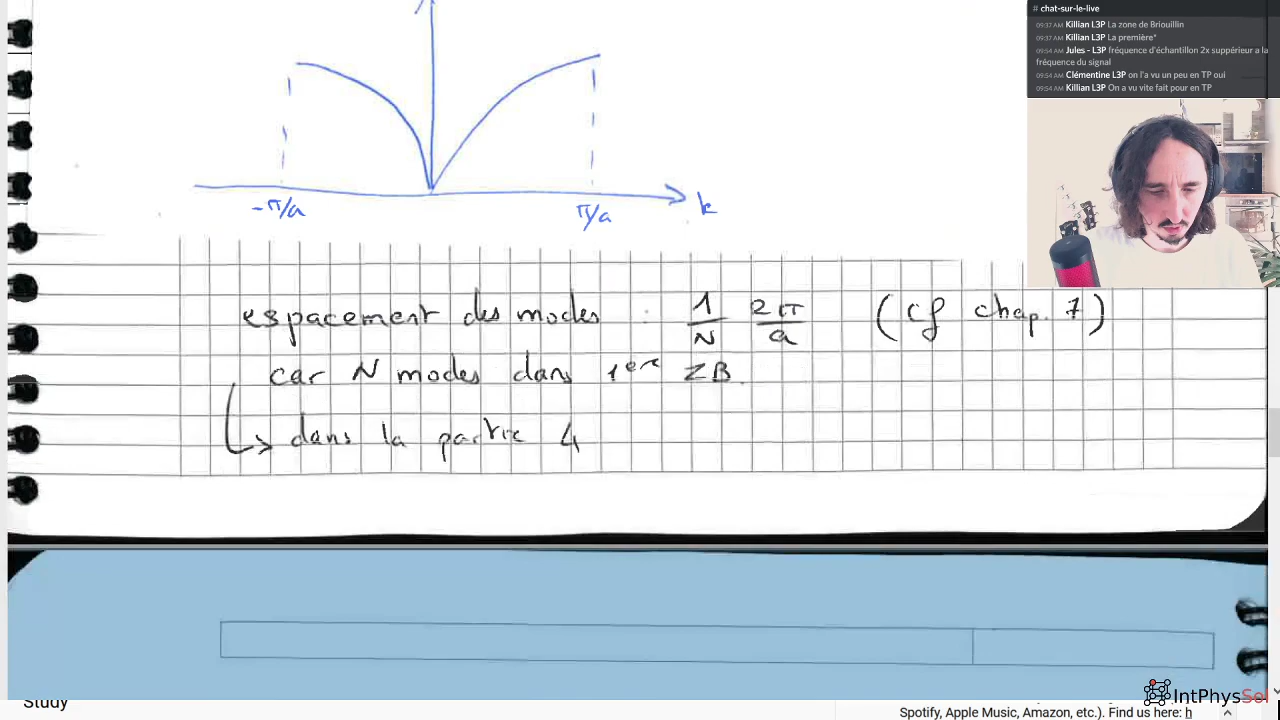 # chat-sur-le-live
09:37 AM Killian L3P La zone de Briouillin
09:37 AM Killian L3P La première*
09:54 AM Jules - L3P fréquence d'échantillon 2x suppérieur a la
fréquence du signal
09:54 AM Clémentine L3P on l'a vu un peu en TP oui
09:54 AM Killian L3P On a vu vite fait pour en TP
-π/a
π/a
k
espacement des modes : 1/N 2π/a (cf chap. 7)
car N modes dans 1ère ZB.
↳ dans la partie 4
IntPhysSol
Study
Spotify, Apple Music, Amazon, etc.). Find us here: h